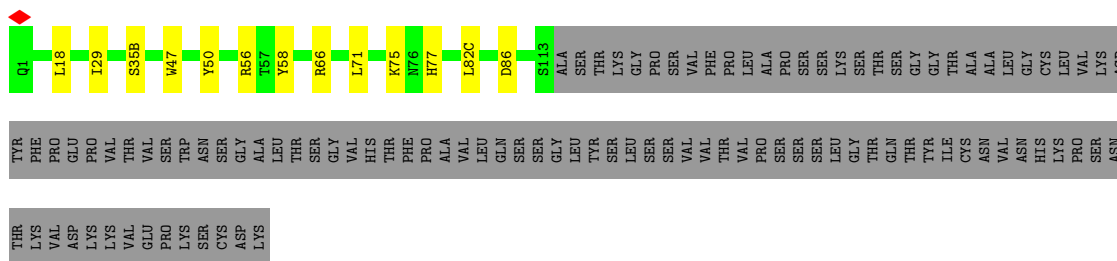 Q1 L18 I29 S35B W47 Y50 R56 T57 Y58 R66 L71 K75 N76 H77 L82C D86 S113 ALA SER THR LYS GLY PRO SER VAL PHE PRO LEU ALA PRO SER SER LYS SER THR SER GLY GLY THR ALA ALA LEU GLY CYS LEU VAL LYS ASP
TYR PHE PRO GLU PRO VAL THR VAL SER TRP ASN SER GLY ALA LEU THR SER GLY VAL HIS THR PHE PRO ALA VAL LEU GLN SER SER GLY LEU TYR SER LEU SER SER VAL VAL THR VAL PRO SER SER SER LEU GLY THR GLN THR TYR ILE CYS ASN VAL ASN HIS LYS PRO SER ASN
THR LYS VAL ASP LYS LYS VAL GLU PRO LYS SER CYS ASP LYS